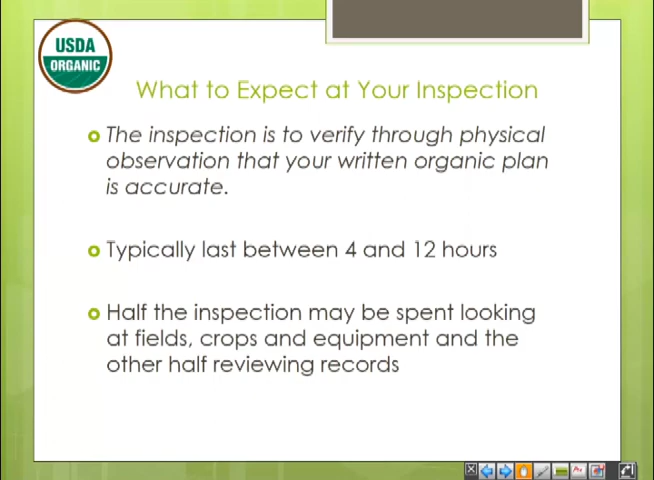 USDA
ORGANIC
What to Expect at Your Inspection
The inspection is to verify through physical
observation that your written organic plan
is accurate.
Typically last between 4 and 12 hours
Half the inspection may be spent looking
at fields, crops and equipment and the
other half reviewing records